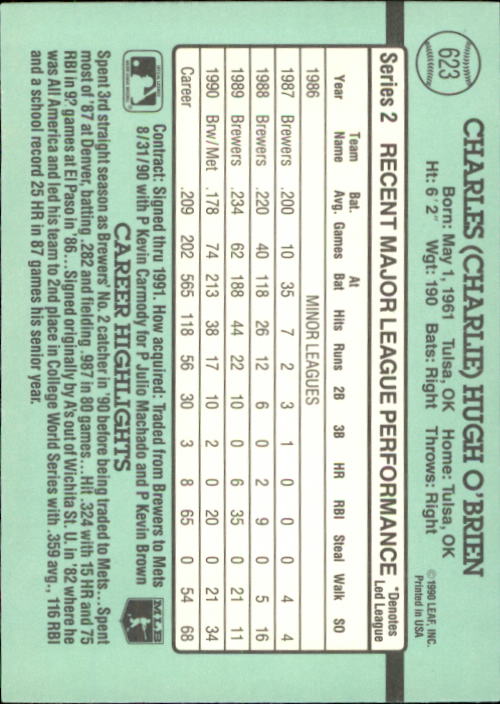 623
CHARLES (CHARLIE) HUGH O'BRIEN
Born: May 1, 1961 Tulsa, OK Home: Tulsa, OK
Ht: 6'2" Wgt: 190 Bats: Right Throws: Right
©1990 LEAF, INC.
Printed in USA
Series 2 RECENT MAJOR LEAGUE PERFORMANCE *Denotes Led League
Year Team Name Bat. Avg. Games At Bat Hits Runs 2B 3B HR RBI Steal Walk SO
1986 MINOR LEAGUES
1987 Brewers .200 10 35 7 2 3 1 0 0 0 4 4
1988 Brewers .220 40 118 26 12 6 0 2 9 0 5 16
1989 Brewers .234 62 188 44 22 10 0 6 35 0 21 11
1990 Brw/Met .178 74 213 38 17 10 2 0 20 0 21 34
Career .209 202 565 118 56 30 3 8 65 0 54 68
Contract: Signed thru 1991. How acquired: Traded from Brewers to Mets
8/31/90 with P Kevin Carmody for P Julio Machado and P Kevin Brown
CAREER HIGHLIGHTS
MLB
Spent 3rd straight season as Brewers' No. 2 catcher in '90 before being traded to Mets...Spent
most of '87 at Denver, batting .282 and fielding .987 in 80 games...Hit .324 with 15 HR and 75
RBI in 92 games at El Paso in '86...Signed originally by A's out of Wichita St. U. in '82 where he
was All America and led his team to 2nd place in College World Series with .359 avg., 116 RBI
and a school record 25 HR in 87 games his senior year.